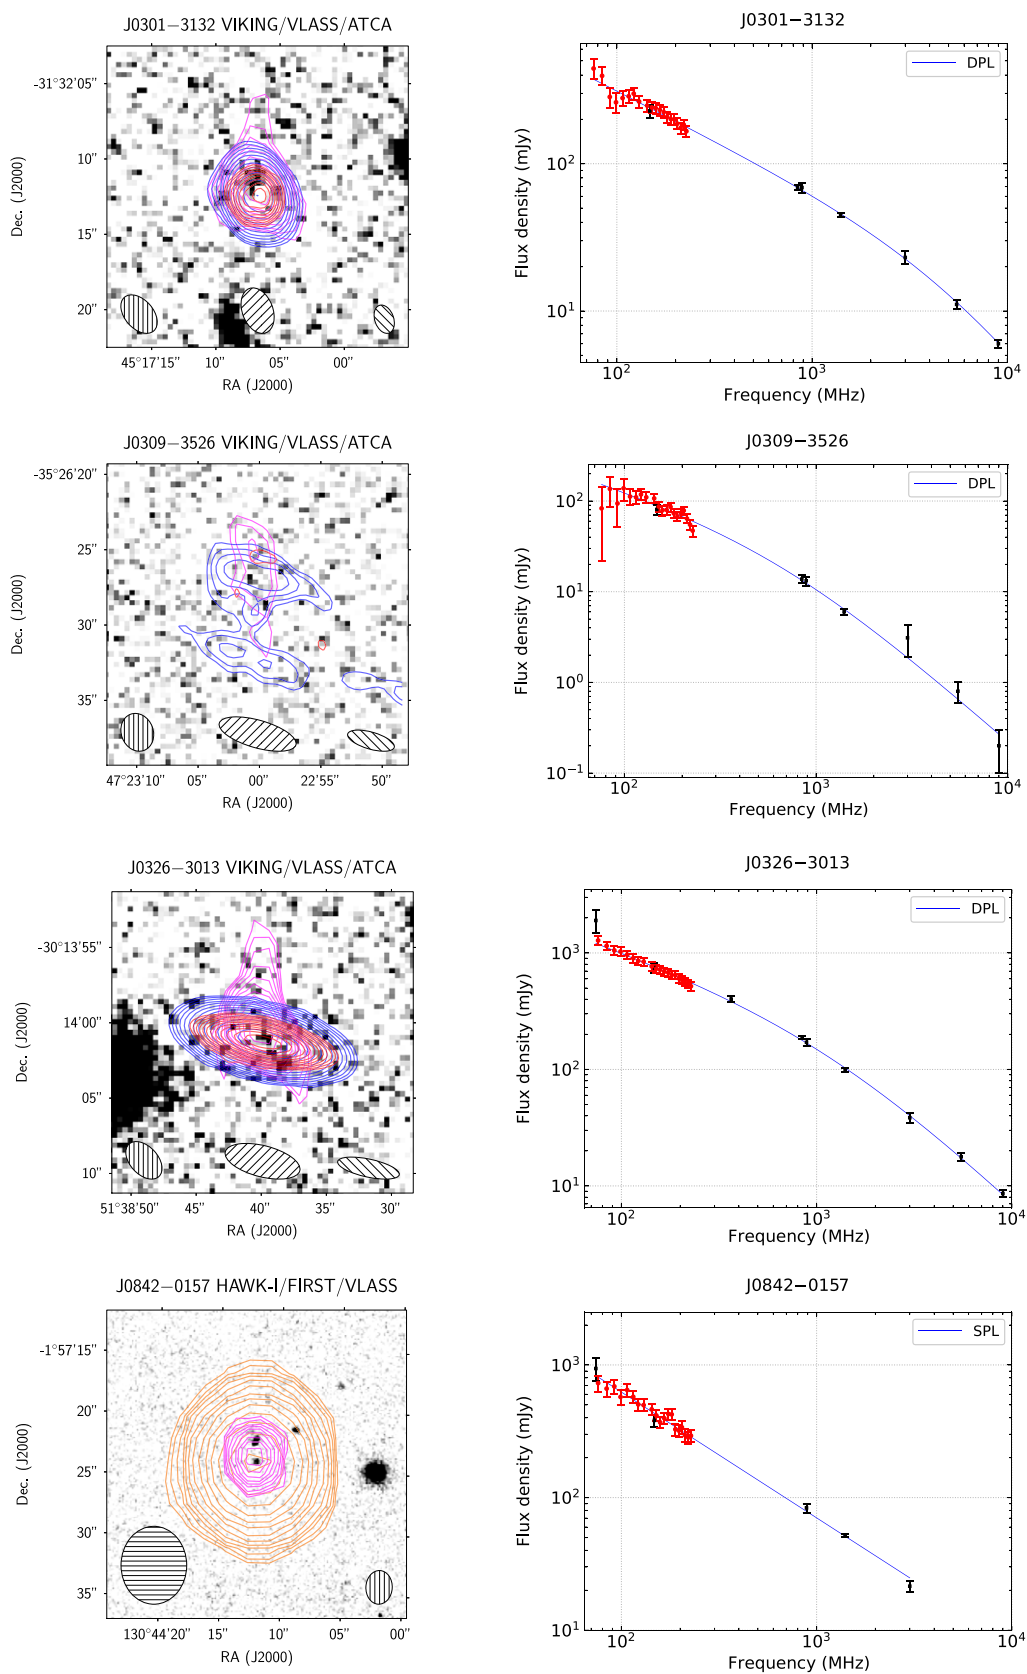 J0301−3132 VIKING/VLASS/ATCA
-31°32'05"
10"
15"
20"
Dec. (J2000)
45°17'15"
10"
05"
00"
RA (J2000)
J0301−3132
DPL
Flux density (mJy)
10²
10¹
10²
10³
10⁴
Frequency (MHz)
J0309−3526 VIKING/VLASS/ATCA
-35°26'20"
25"
30"
35"
Dec. (J2000)
47°23'10"
05"
00"
22'55"
50"
RA (J2000)
J0309−3526
DPL
Flux density (mJy)
10²
10¹
10⁰
10⁻¹
10²
10³
10⁴
Frequency (MHz)
J0326−3013 VIKING/VLASS/ATCA
-30°13'55"
14'00"
05"
10"
Dec. (J2000)
51°38'50"
45"
40"
35"
30"
RA (J2000)
J0326−3013
DPL
Flux density (mJy)
10³
10²
10¹
10²
10³
10⁴
Frequency (MHz)
J0842−0157 HAWK-I/FIRST/VLASS
-1°57'15"
20"
25"
30"
35"
Dec. (J2000)
130°44'20"
15"
10"
05"
00"
RA (J2000)
J0842−0157
SPL
Flux density (mJy)
10³
10²
10¹
10²
10³
10⁴
Frequency (MHz)